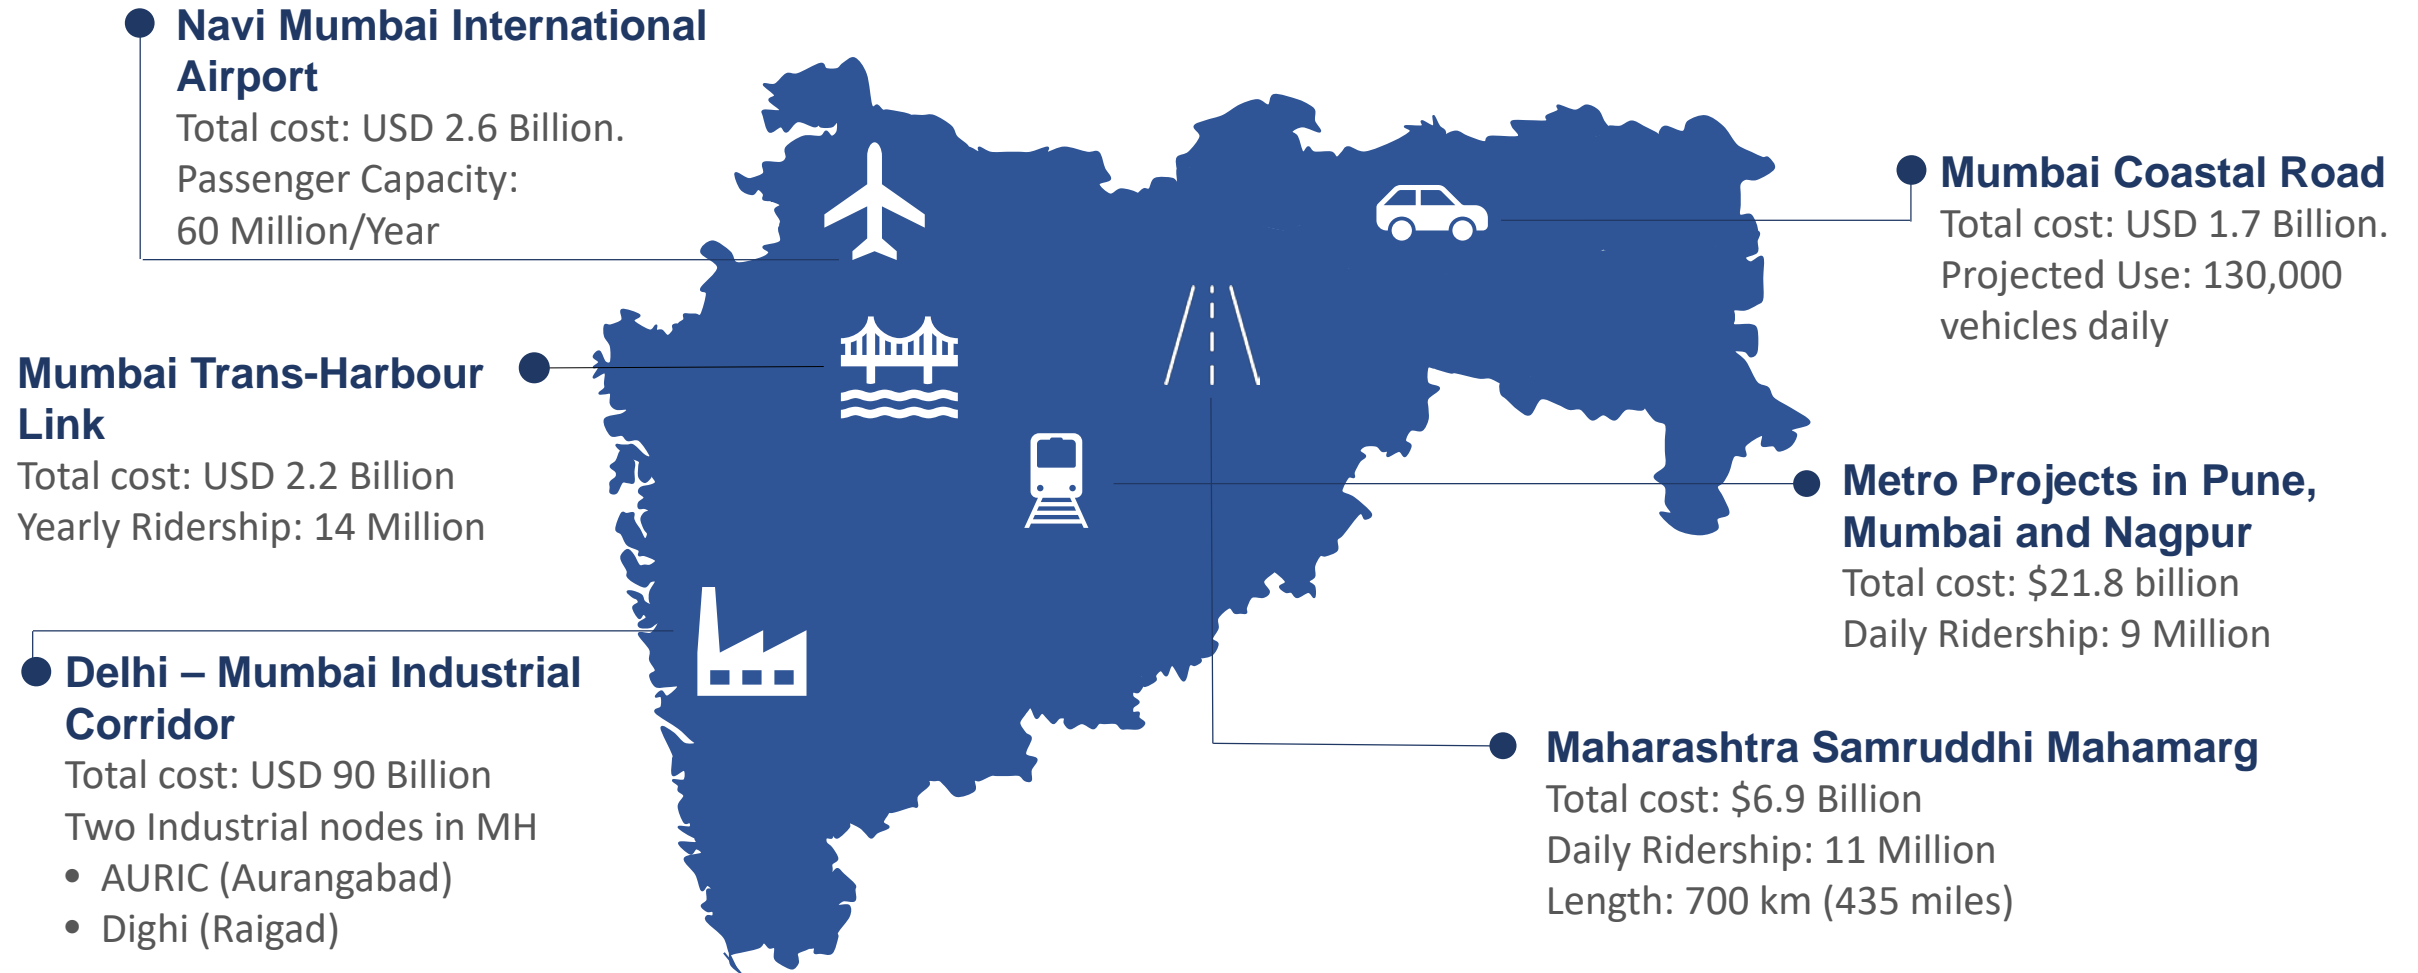 Navi Mumbai International
Airport
Total cost: USD 2.6 Billion.
Passenger Capacity:
60 Million/Year
Mumbai Trans-Harbour
Link
Total cost: USD 2.2 Billion
Yearly Ridership: 14 Million
Delhi – Mumbai Industrial
Corridor
Total cost: USD 90 Billion
Two Industrial nodes in MH
• AURIC (Aurangabad)
• Dighi (Raigad)
Mumbai Coastal Road
Total cost: USD 1.7 Billion.
Projected Use: 130,000
vehicles daily
Metro Projects in Pune,
Mumbai and Nagpur
Total cost: $21.8 billion
Daily Ridership: 9 Million
Maharashtra Samruddhi Mahamarg
Total cost: $6.9 Billion
Daily Ridership: 11 Million
Length: 700 km (435 miles)